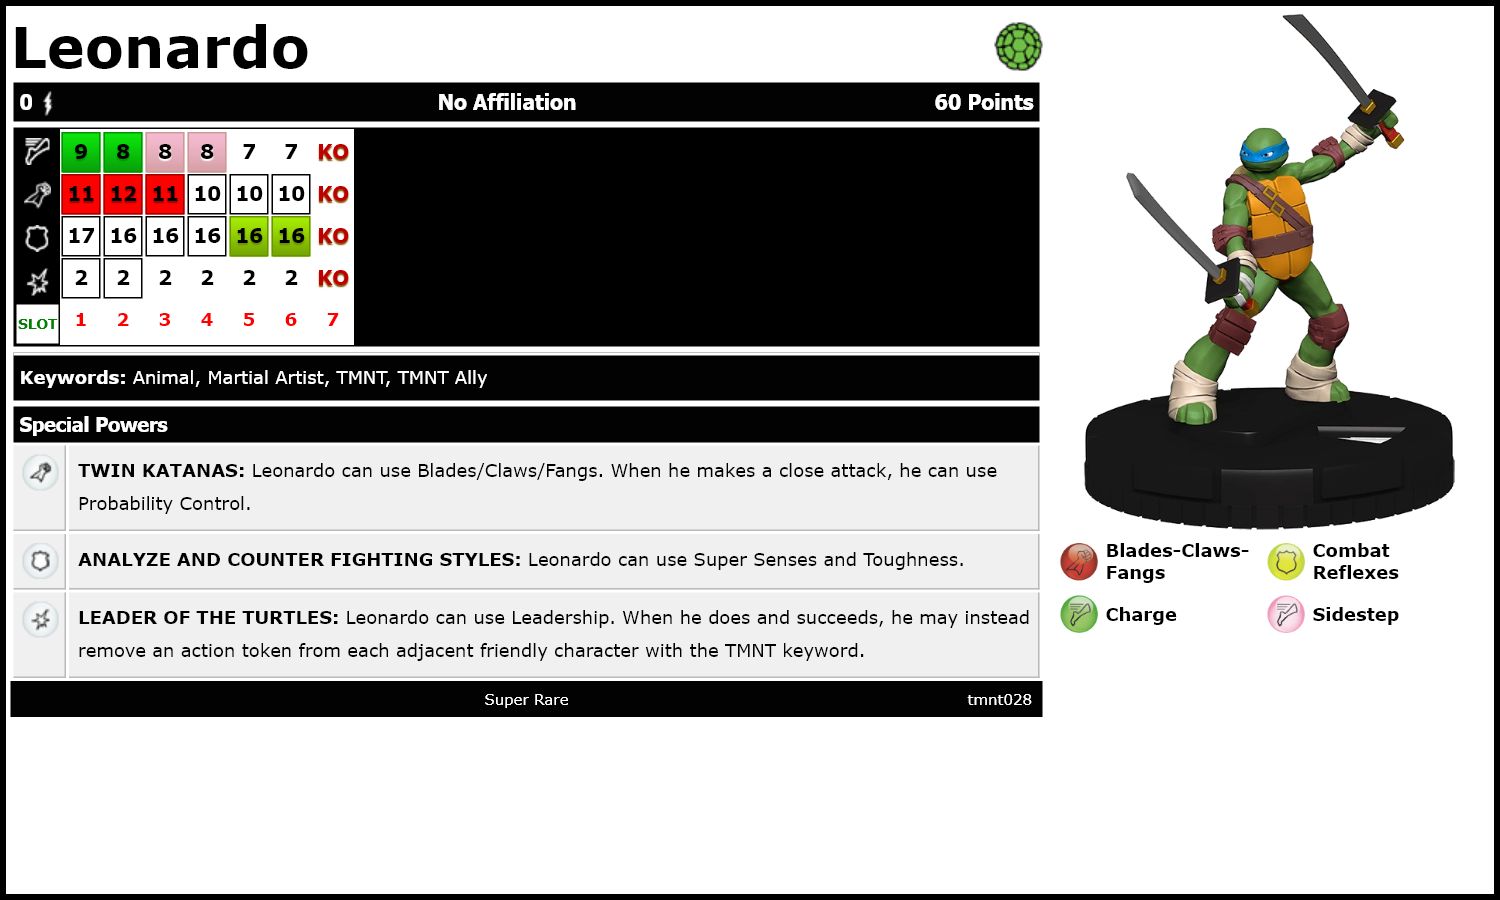 Leonardo
0 No Affiliation 60 Points
9 8 8 8 7 7 KO
11 12 11 10 10 10 KO
17 16 16 16 16 16 KO
2 2 2 2 2 2 KO
SLOT 1 2 3 4 5 6 7
Keywords: Animal, Martial Artist, TMNT, TMNT Ally
Special Powers
TWIN KATANAS: Leonardo can use Blades/Claws/Fangs. When he makes a close attack, he can use
Probability Control.
ANALYZE AND COUNTER FIGHTING STYLES: Leonardo can use Super Senses and Toughness.
LEADER OF THE TURTLES: Leonardo can use Leadership. When he does and succeeds, he may instead
remove an action token from each adjacent friendly character with the TMNT keyword.
Super Rare tmnt028
Blades-Claws-
Fangs
Combat
Reflexes
Charge
Sidestep